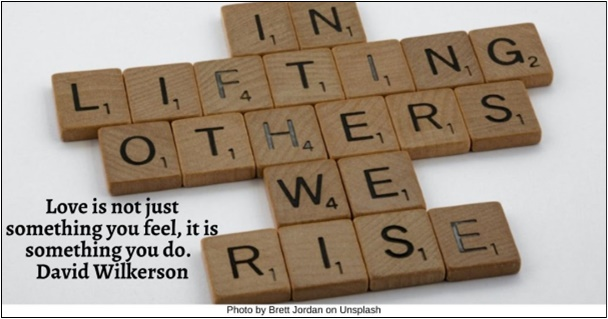 IN
LIFTING
OTHERS
WE
RISE
Love is not just
something you feel, it is
something you do.
David Wilkerson
Photo by Brett Jordan on Unsplash